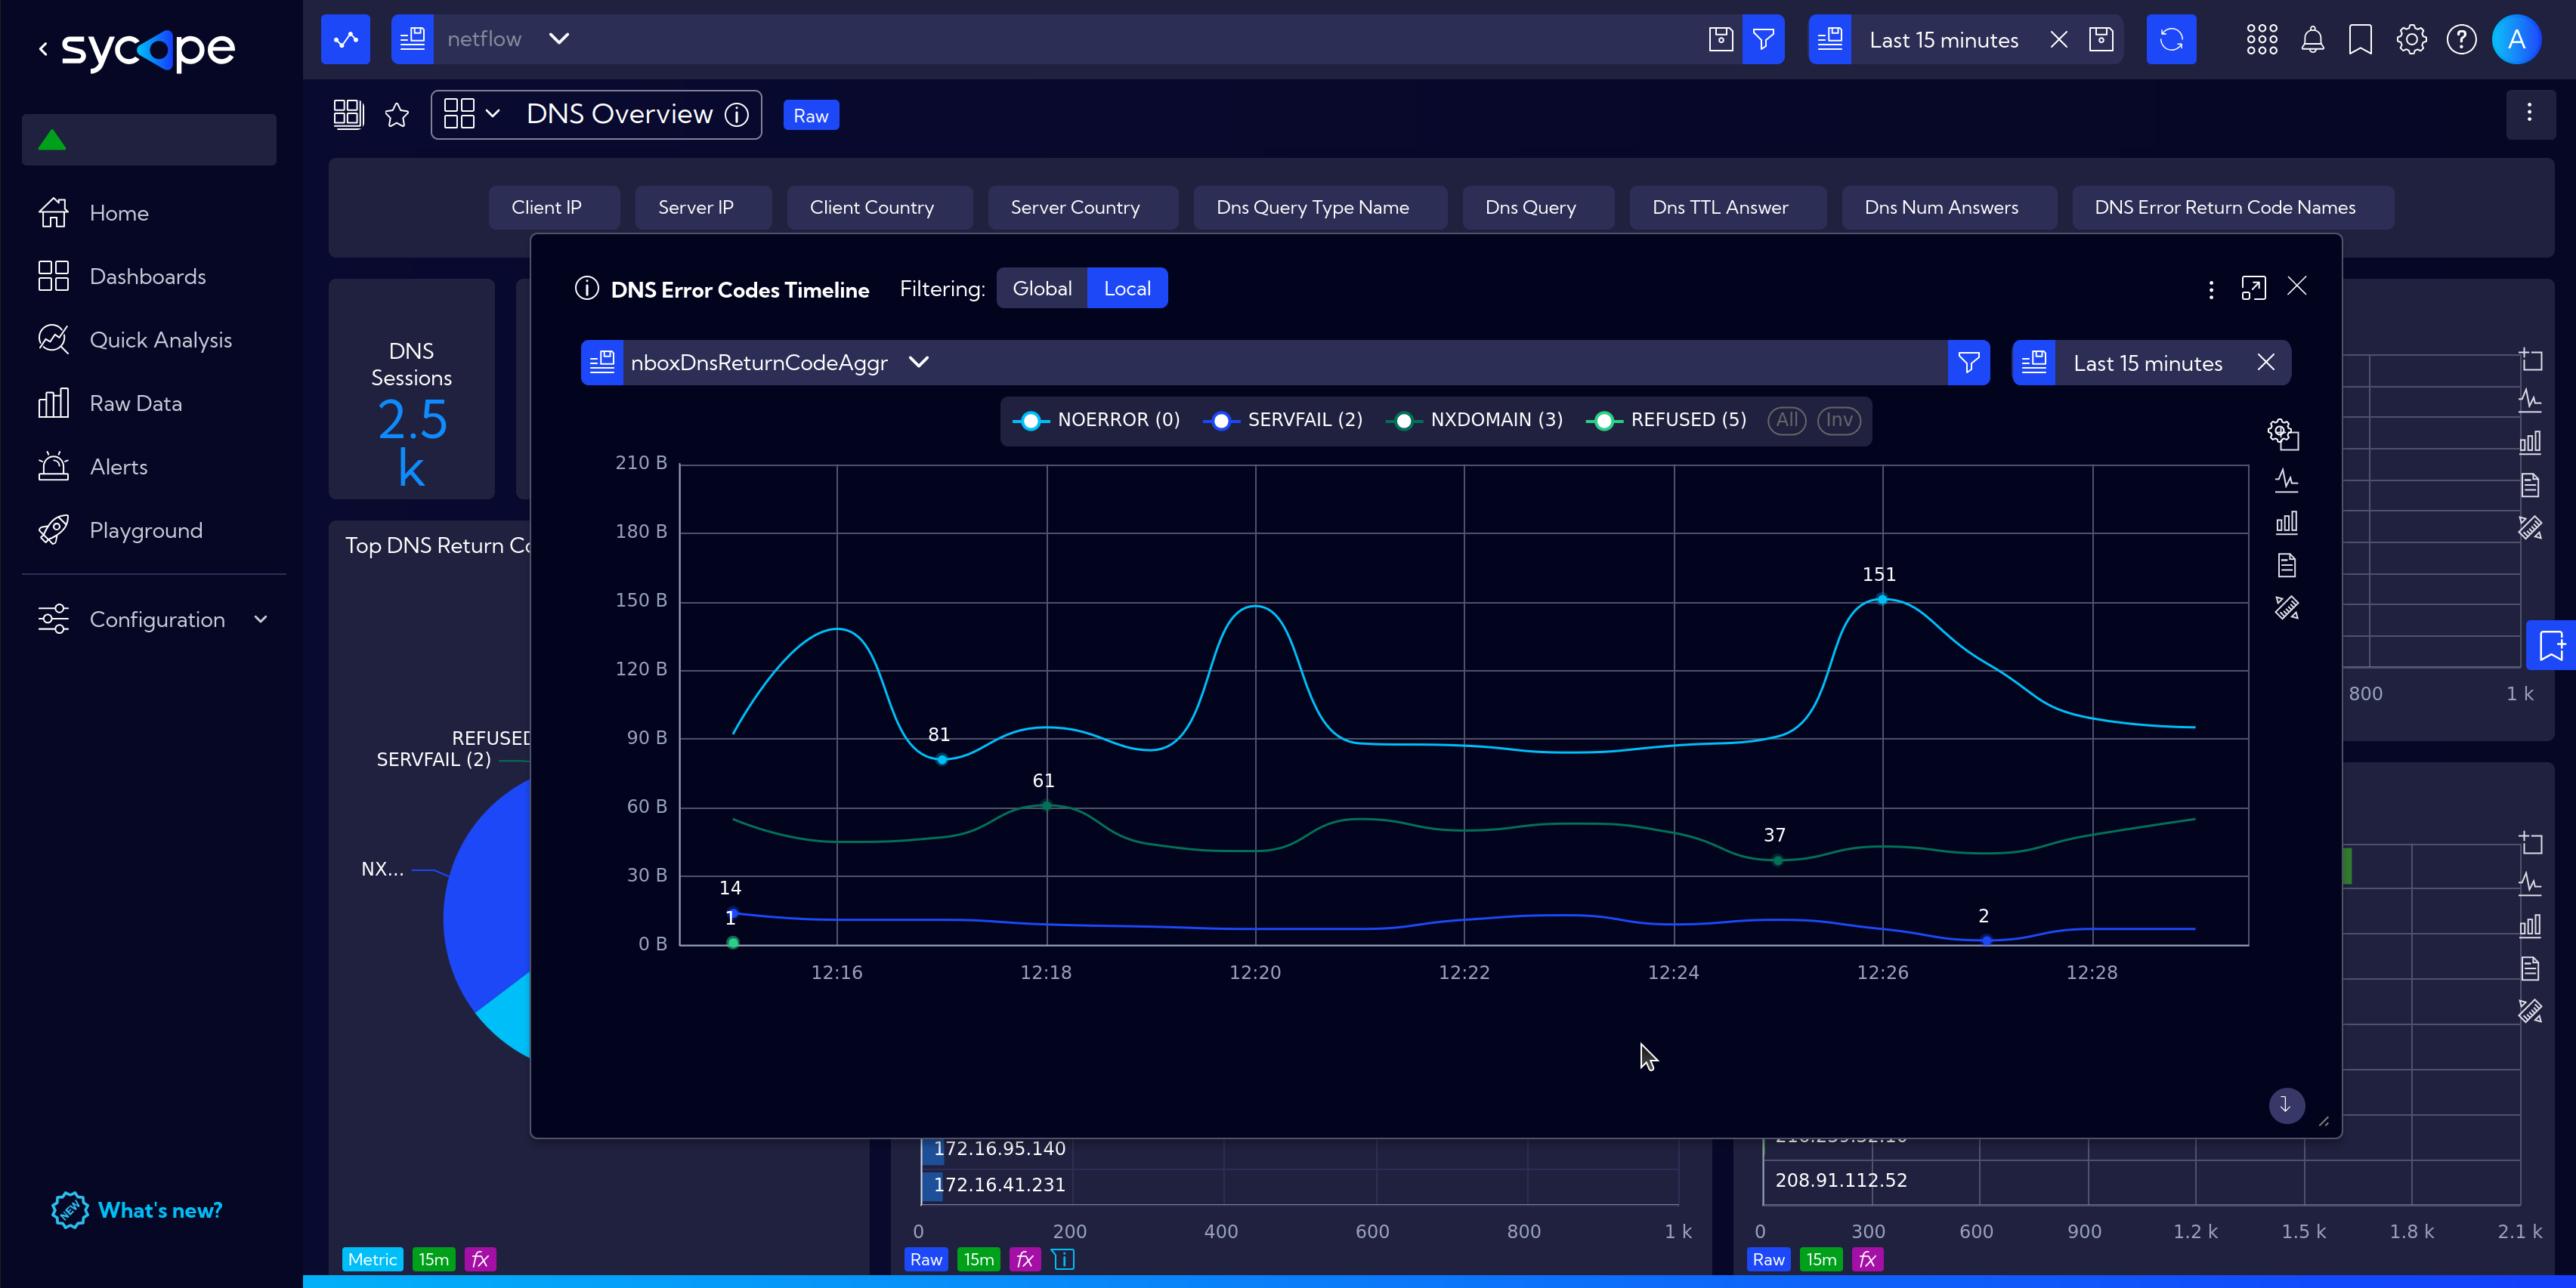 sycope
netflow
Last 15 minutes
A
DNS Overview
Raw
Home
Dashboards
Quick Analysis
Raw Data
Alerts
Playground
Configuration
NEW What's new?
Client IP
Server IP
Client Country
Server Country
Dns Query Type Name
Dns Query
Dns TTL Answer
Dns Num Answers
DNS Error Return Code Names
DNS
Sessions
2.5
k
Top DNS Return
REFUSED
SERVFAIL (2)
NX...
DNS Error Codes Timeline
Filtering: Global Local
nboxDnsReturnCodeAggr
Last 15 minutes
NOERROR (0) SERVFAIL (2) NXDOMAIN (3) REFUSED (5) All Inv
210 B
180 B
150 B
120 B
90 B
60 B
30 B
0 B
151
81
61
37
14
1
2
12:16 12:18 12:20 12:22 12:24 12:26 12:28
800 1 k
172.16.95.140
172.16.41.231
0 200 400 600 800 1 k
208.91.112.52
0 300 600 900 1.2 k 1.5 k 1.8 k 2.1 k
Metric 15m fx
Raw 15m fx
Raw 15m fx